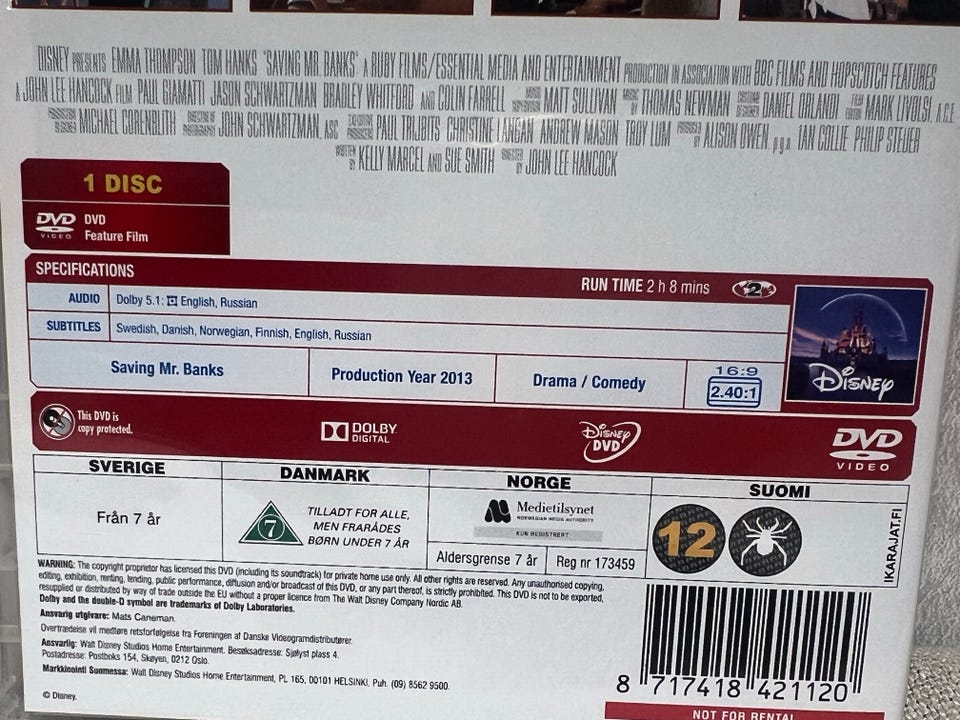 DISNEY PRESENTS EMMA THOMPSON TOM HANKS 'SAVING MR. BANKS' A RUBY FILMS/ESSENTIAL MEDIA AND ENTERTAINMENT PRODUCTION IN ASSOCIATION WITH BBC FILMS AND HOPSCOTCH FEATURES
A JOHN LEE HANCOCK FILM PAUL GIAMATTI JASON SCHWARTZMAN BRADLEY WHITFORD AND COLIN FARRELL MATT SULLIVAN MUSIC BY THOMAS NEWMAN DANIEL ORLANDI MARK LIVOLSI, A.C.E.
MICHAEL CORENBLITH JOHN SCHWARTZMAN, ASC PAUL TRIJBITS CHRISTINE LANGAN ANDREW MASON TROY LUM ALISON OWEN, p.g.a. IAN COLLIE PHILIP STEUER
WRITTEN BY KELLY MARCEL AND SUE SMITH DIRECTED BY JOHN LEE HANCOCK
1 DISC
DVD VIDEO
DVD
Feature Film
SPECIFICATIONS
RUN TIME 2 h 8 mins
2
AUDIO Dolby 5.1: English, Russian
SUBTITLES Swedish, Danish, Norwegian, Finnish, English, Russian
Saving Mr. Banks
Production Year 2013
Drama / Comedy
16:9
2.40:1
DISNEY
This DVD is
copy protected.
DOLBY
DIGITAL
DISNEY
DVD
DVD
VIDEO
SVERIGE
Från 7 år
DANMARK
7
TILLADT FOR ALLE,
MEN FRARÅDES
BØRN UNDER 7 ÅR
NORGE
Medietilsynet
NORWEGIAN MEDIA AUTHORITY
KUN REGISTRERT
Aldersgrense 7 år
Reg nr 173459
SUOMI
12
IKARAJAT.FI
WARNING: The copyright proprietor has licensed this DVD (including its soundtrack) for private home use only. All other rights are reserved. Any unauthorised copying,
editing, exhibition, renting, lending, public performance, diffusion and/or broadcast of this DVD, or any part thereof, is strictly prohibited. This DVD is not to be exported,
resupplied or distributed by way of trade outside the EU without a proper licence from The Walt Disney Company Nordic AB.
Dolby and the double-D symbol are trademarks of Dolby Laboratories.
Ansvarig utgivare: Mats Caneman.
Overtrædelse vil medføre retsforfølgelse fra Foreningen af Danske Videogramdistributører.
Ansvarlig: Walt Disney Studios Home Entertainment. Besøksadresse: Sjølyst plass 4.
Postadresse: Postboks 154, Skøyen, 0212 Oslo.
Markkinointi Suomessa: Walt Disney Studios Home Entertainment, PL 165, 00101 HELSINKI, Puh. (09) 8562 9500.
© Disney.
8 717418 421120
NOT FOR RENTAL